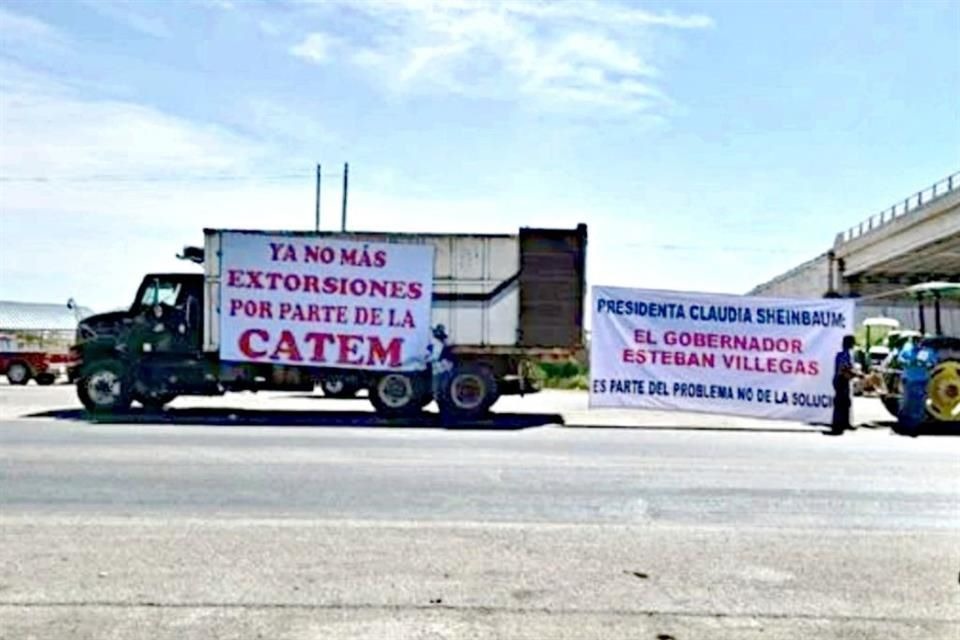 YA NO MÁS
EXTORSIONES
POR PARTE DE LA
CATEM
PRESIDENTA CLAUDIA SHEINBAUM:
EL GOBERNADOR
ESTEBAN VILLEGAS
ES PARTE DEL PROBLEMA NO DE LA SOLUCI